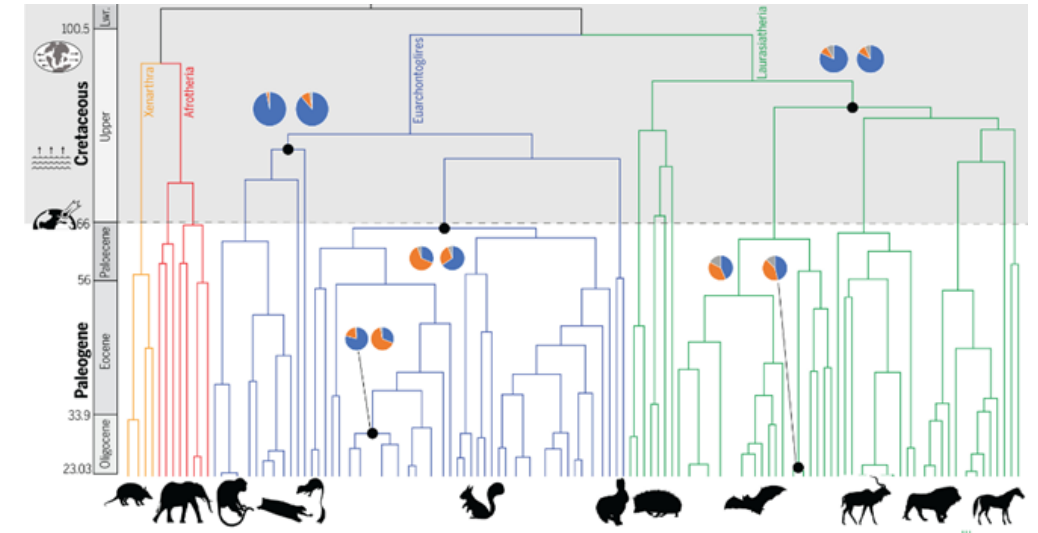 Lwr.
100.5
Laurasiatheria
Xenarthra
Afrotheria
Euarchontoglires
Cretaceous
Upper
66
Paleocene
56
Paleogene
Eocene
33.9
Oligocene
23.03